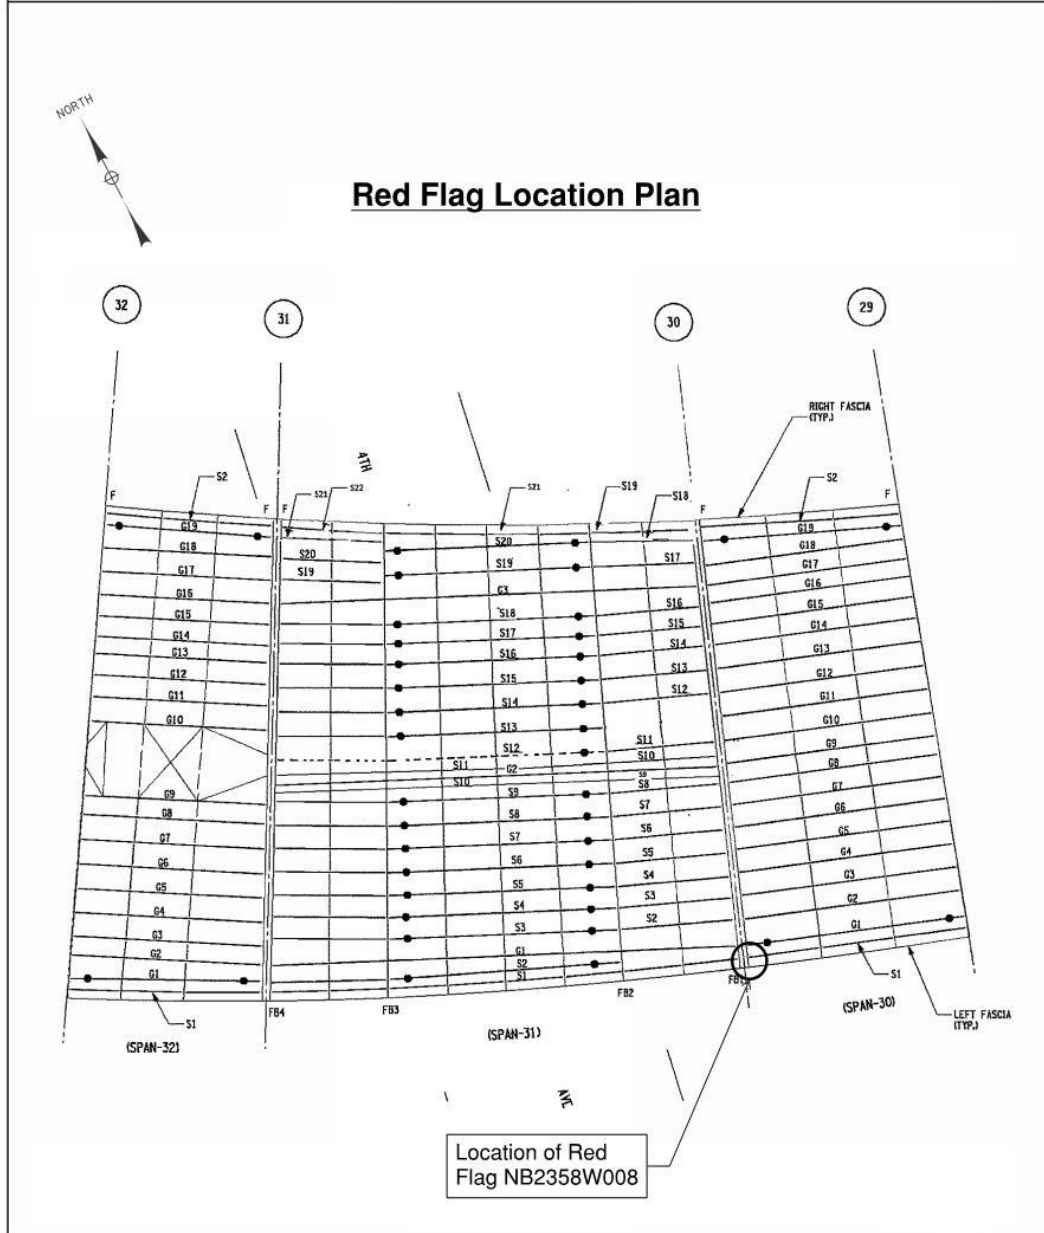 NORTH
Red Flag Location Plan
32
31
30
29
RIGHT FASCIA
(TYP.)
4TH
F
S2
F
F
S21
S22
S21
S19
S18
F
S2
F
G19
G18
G17
G16
G15
G14
G13
G12
G11
G10
G9
G8
G7
G6
G5
G4
G3
G2
G1
S1
S20
S19
S20
S19
G3
S18
S17
S16
S15
S14
S13
S12
S11
G2
S10
S9
S8
S7
S6
S5
S4
S3
G1
S2
S1
S17
S16
S15
S14
S13
S12
S11
S10
S9
S8
S7
S6
S5
S4
S3
S2
G19
G18
G17
G16
G15
G14
G13
G12
G11
G10
G9
G8
G7
G6
G5
G4
G3
G2
G1
S1
FB4
FB3
FB2
(SPAN-32)
(SPAN-31)
(SPAN-30)
LEFT FASCIA
(TYP.)
AVE
Location of Red
Flag NB2358W008